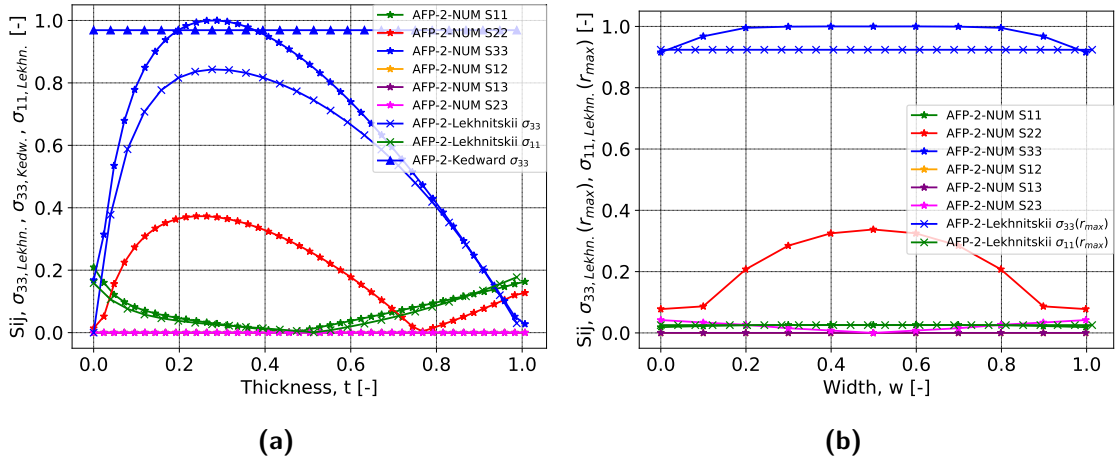 Sij, σ33,Lekhn. , σ33,Kedw. , σ11,Lekhn. [-]
1.0
0.8
0.6
0.4
0.2
0.0
AFP-2-NUM S11
AFP-2-NUM S22
AFP-2-NUM S33
AFP-2-NUM S12
AFP-2-NUM S13
AFP-2-NUM S23
AFP-2-Lekhnitskii σ33
AFP-2-Lekhnitskii σ11
AFP-2-Kedward σ33
0.0 0.2 0.4 0.6 0.8 1.0
Thickness, t [-]
(a)
Sij, σ33,Lekhn.(rmax), σ11,Lekhn.(rmax) [-]
1.0
0.8
0.6
0.4
0.2
0.0
AFP-2-NUM S11
AFP-2-NUM S22
AFP-2-NUM S33
AFP-2-NUM S12
AFP-2-NUM S13
AFP-2-NUM S23
AFP-2-Lekhnitskii σ33(rmax)
AFP-2-Lekhnitskii σ11(rmax)
0.0 0.2 0.4 0.6 0.8 1.0
Width, w [-]
(b)